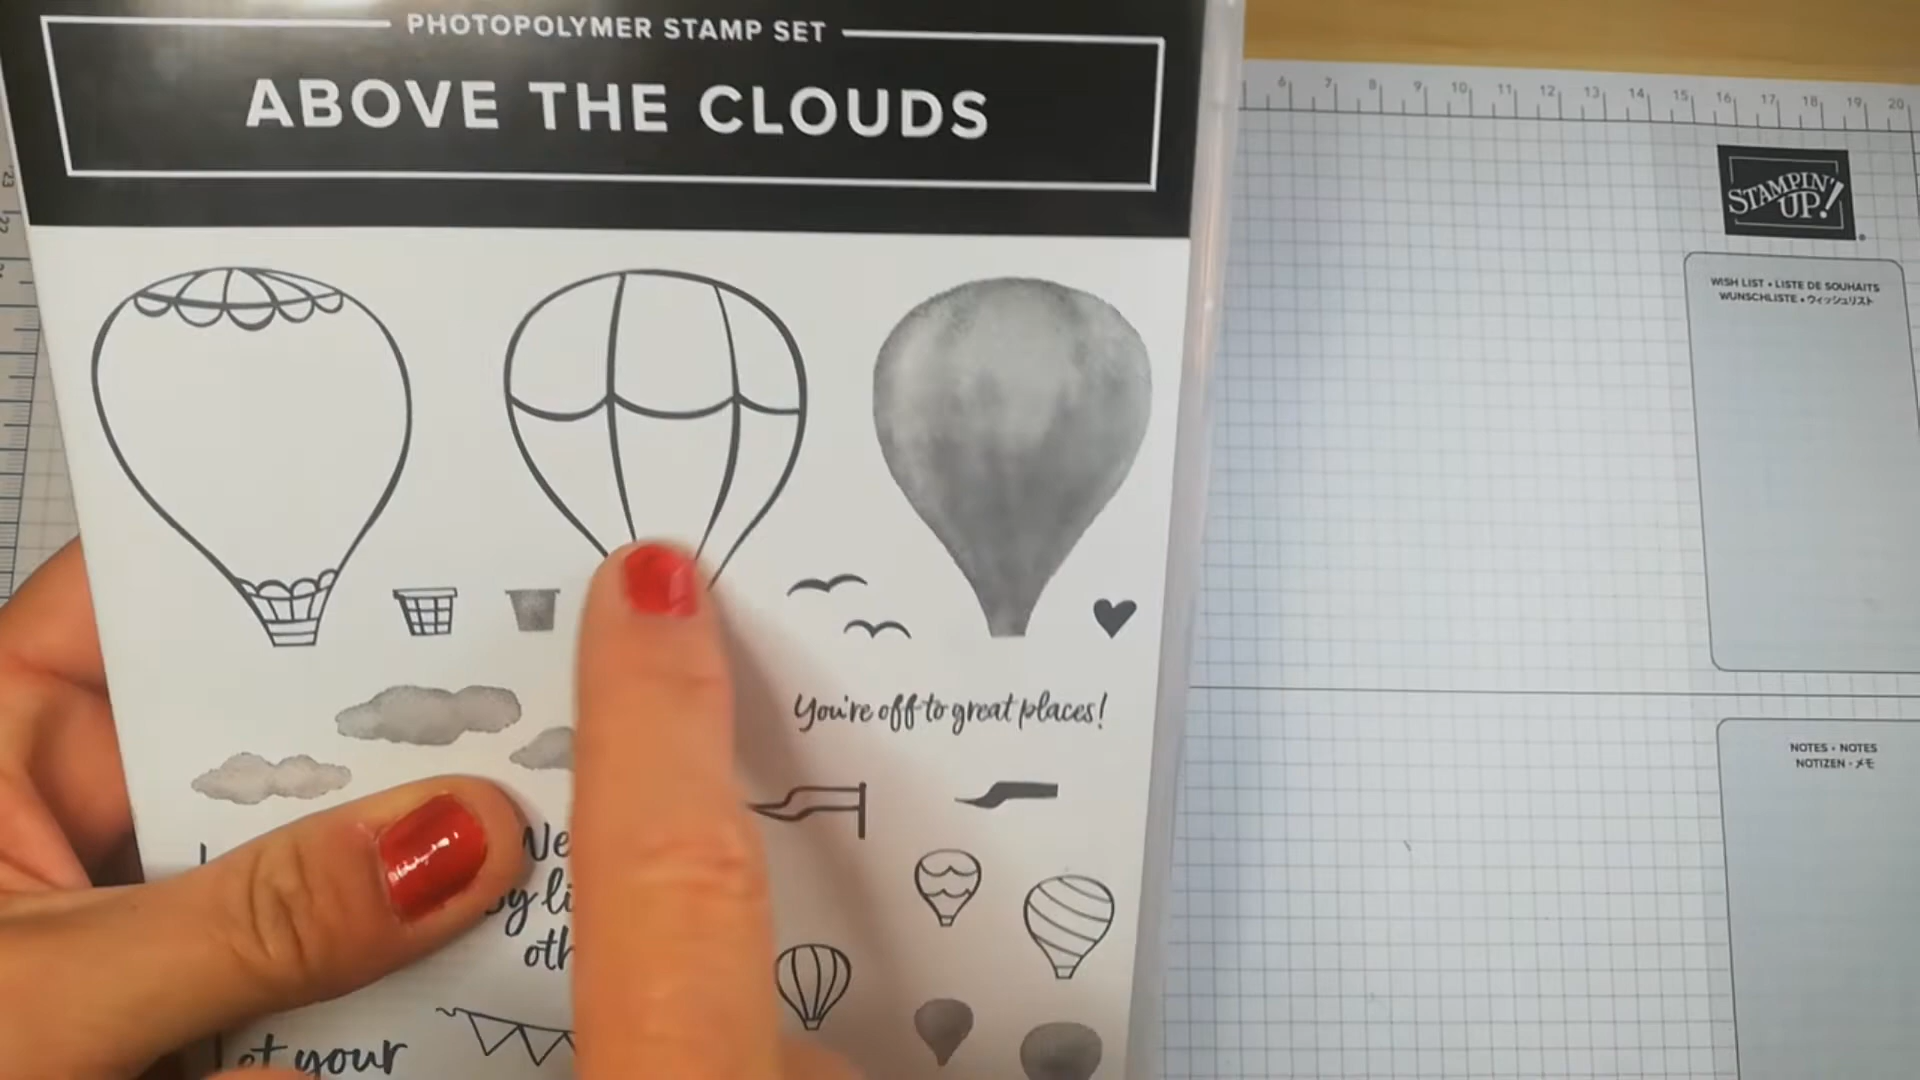 PHOTOPOLYMER STAMP SET
ABOVE THE CLOUDS
6 7 8 9 10 11 12 13 14 15 16 17 18 19 20
23
STAMPIN' UP!
WISH LIST • LISTE DE SOUHAITS
WUNSCHLISTE • ウィッシュリスト
You're off to great places!
NOTES • NOTES
NOTIZEN • メモ
your